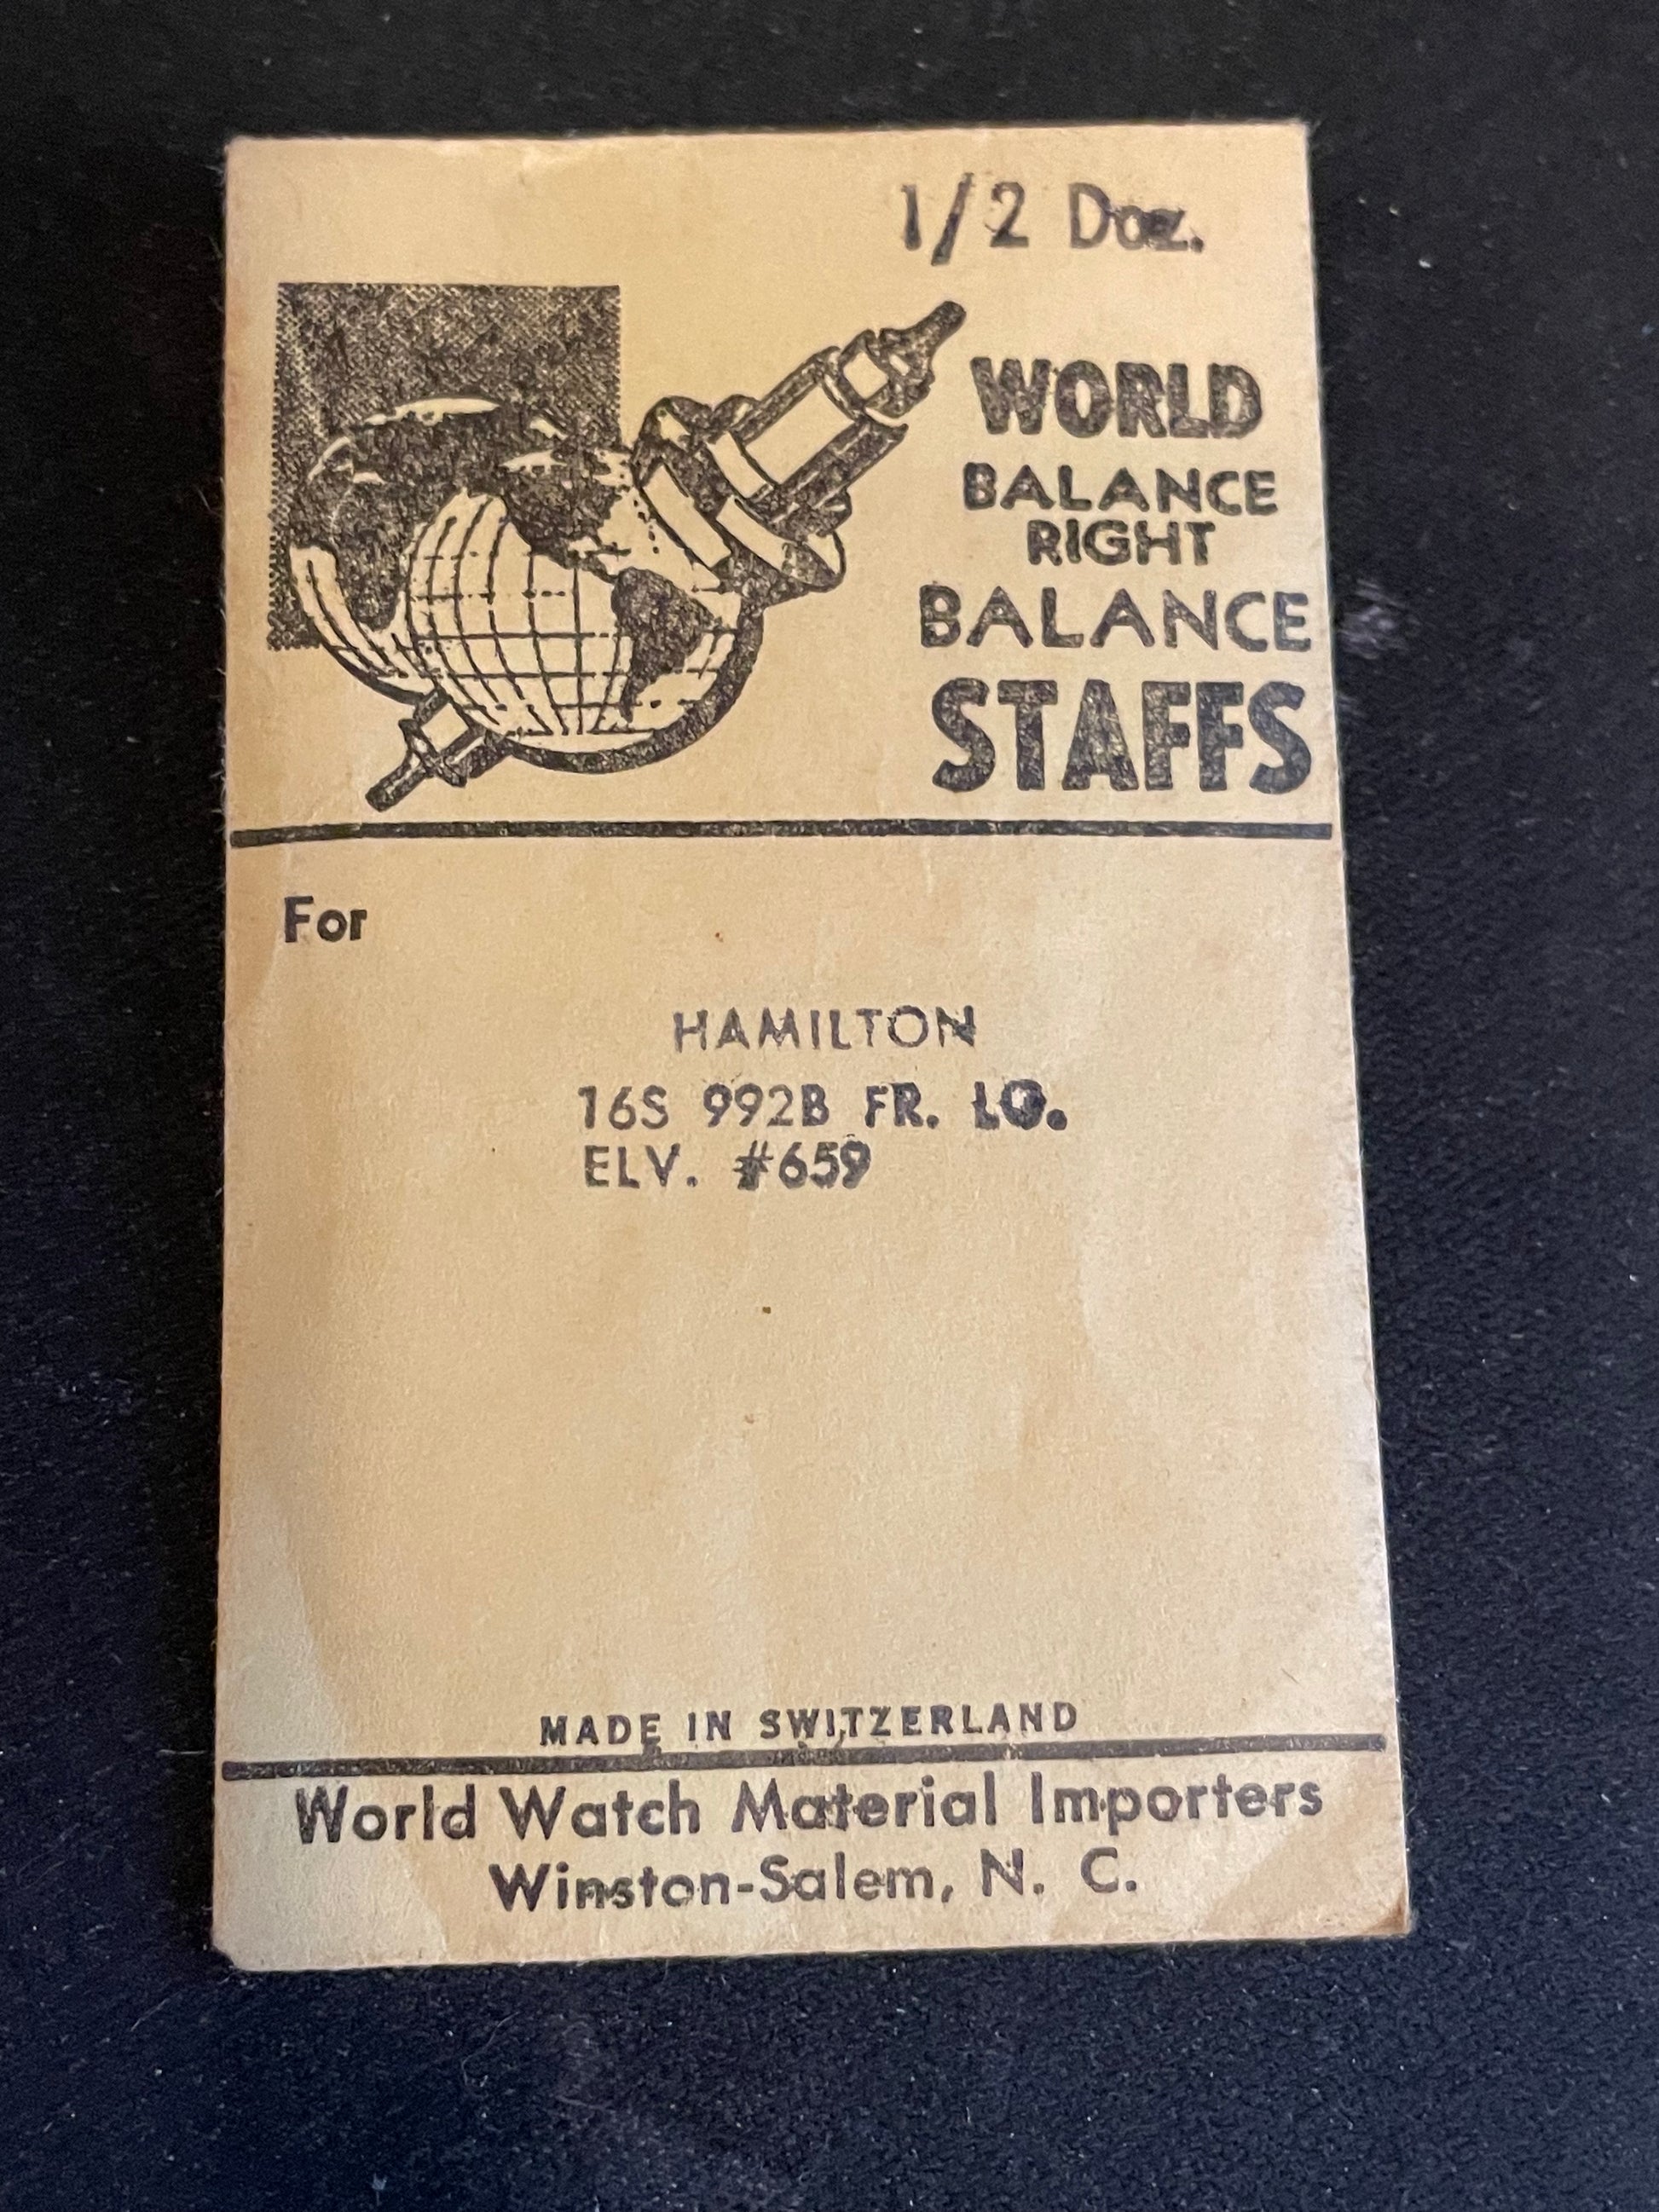 1/2 Doz.
WORLD
BALANCE
RIGHT
BALANCE
STAFFS
For
HAMILTON
16S 992B FR. LG.
ELV. #659
MADE IN SWITZERLAND
World Watch Material Importers
Winston-Salem, N. C.